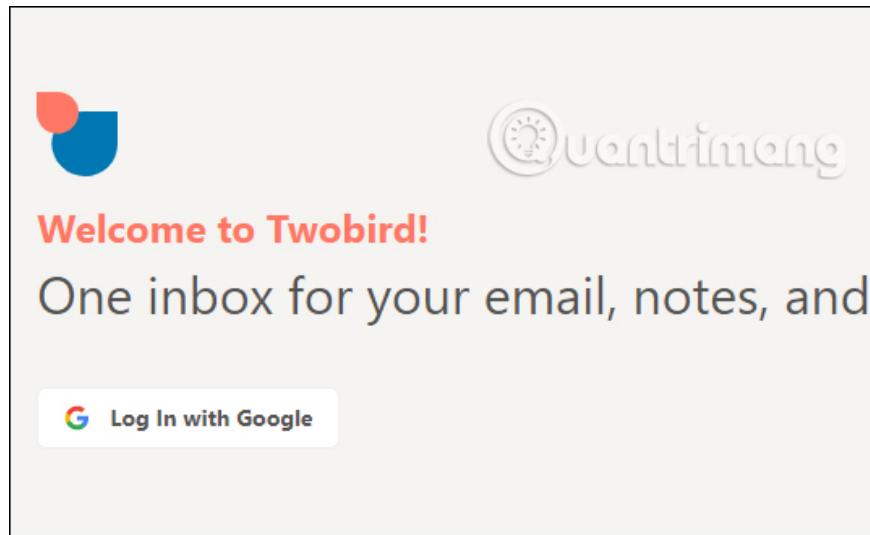 Quantrimang
Welcome to Twobird!
One inbox for your email, notes, and
Log In with Google